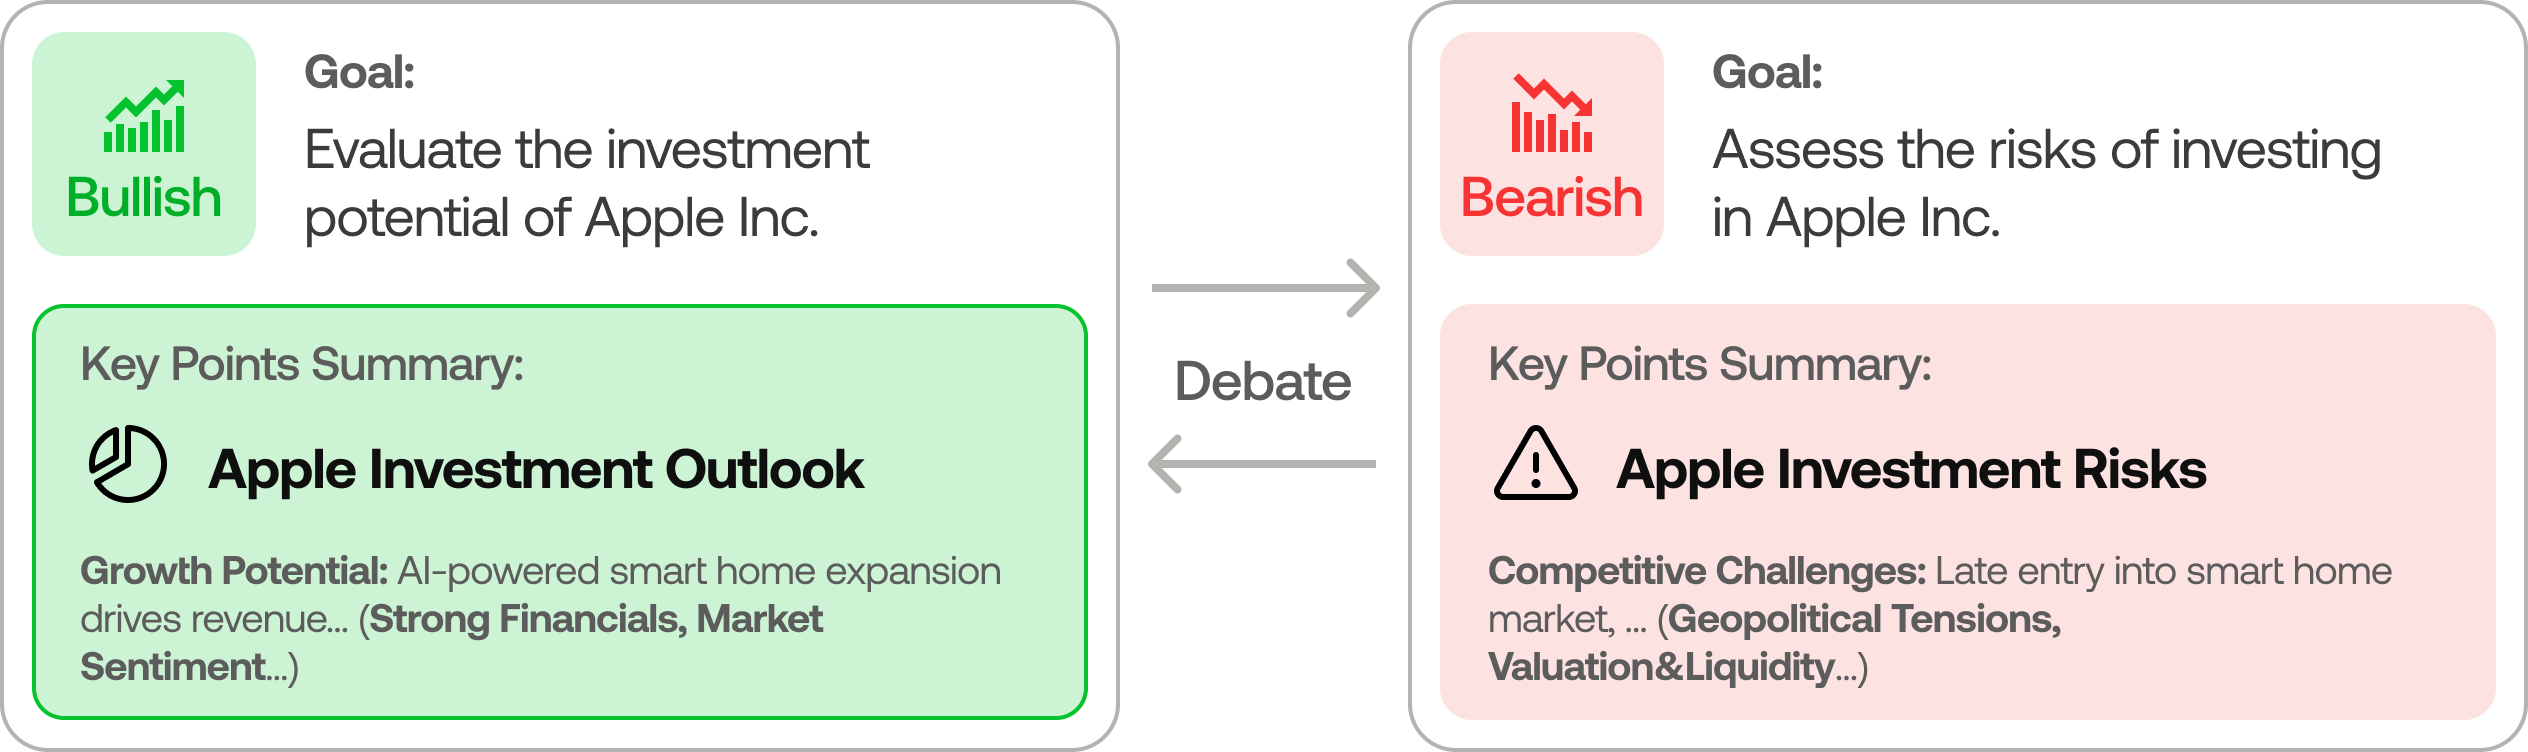 Bullish
Goal:
Evaluate the investment
potential of Apple Inc.
Key Points Summary:
Apple Investment Outlook
Growth Potential: AI-powered smart home expansion
drives revenue... (Strong Financials, Market
Sentiment...)
Debate
Bearish
Goal:
Assess the risks of investing
in Apple Inc.
Key Points Summary:
Apple Investment Risks
Competitive Challenges: Late entry into smart home
market, ... (Geopolitical Tensions,
Valuation&Liquidity...)